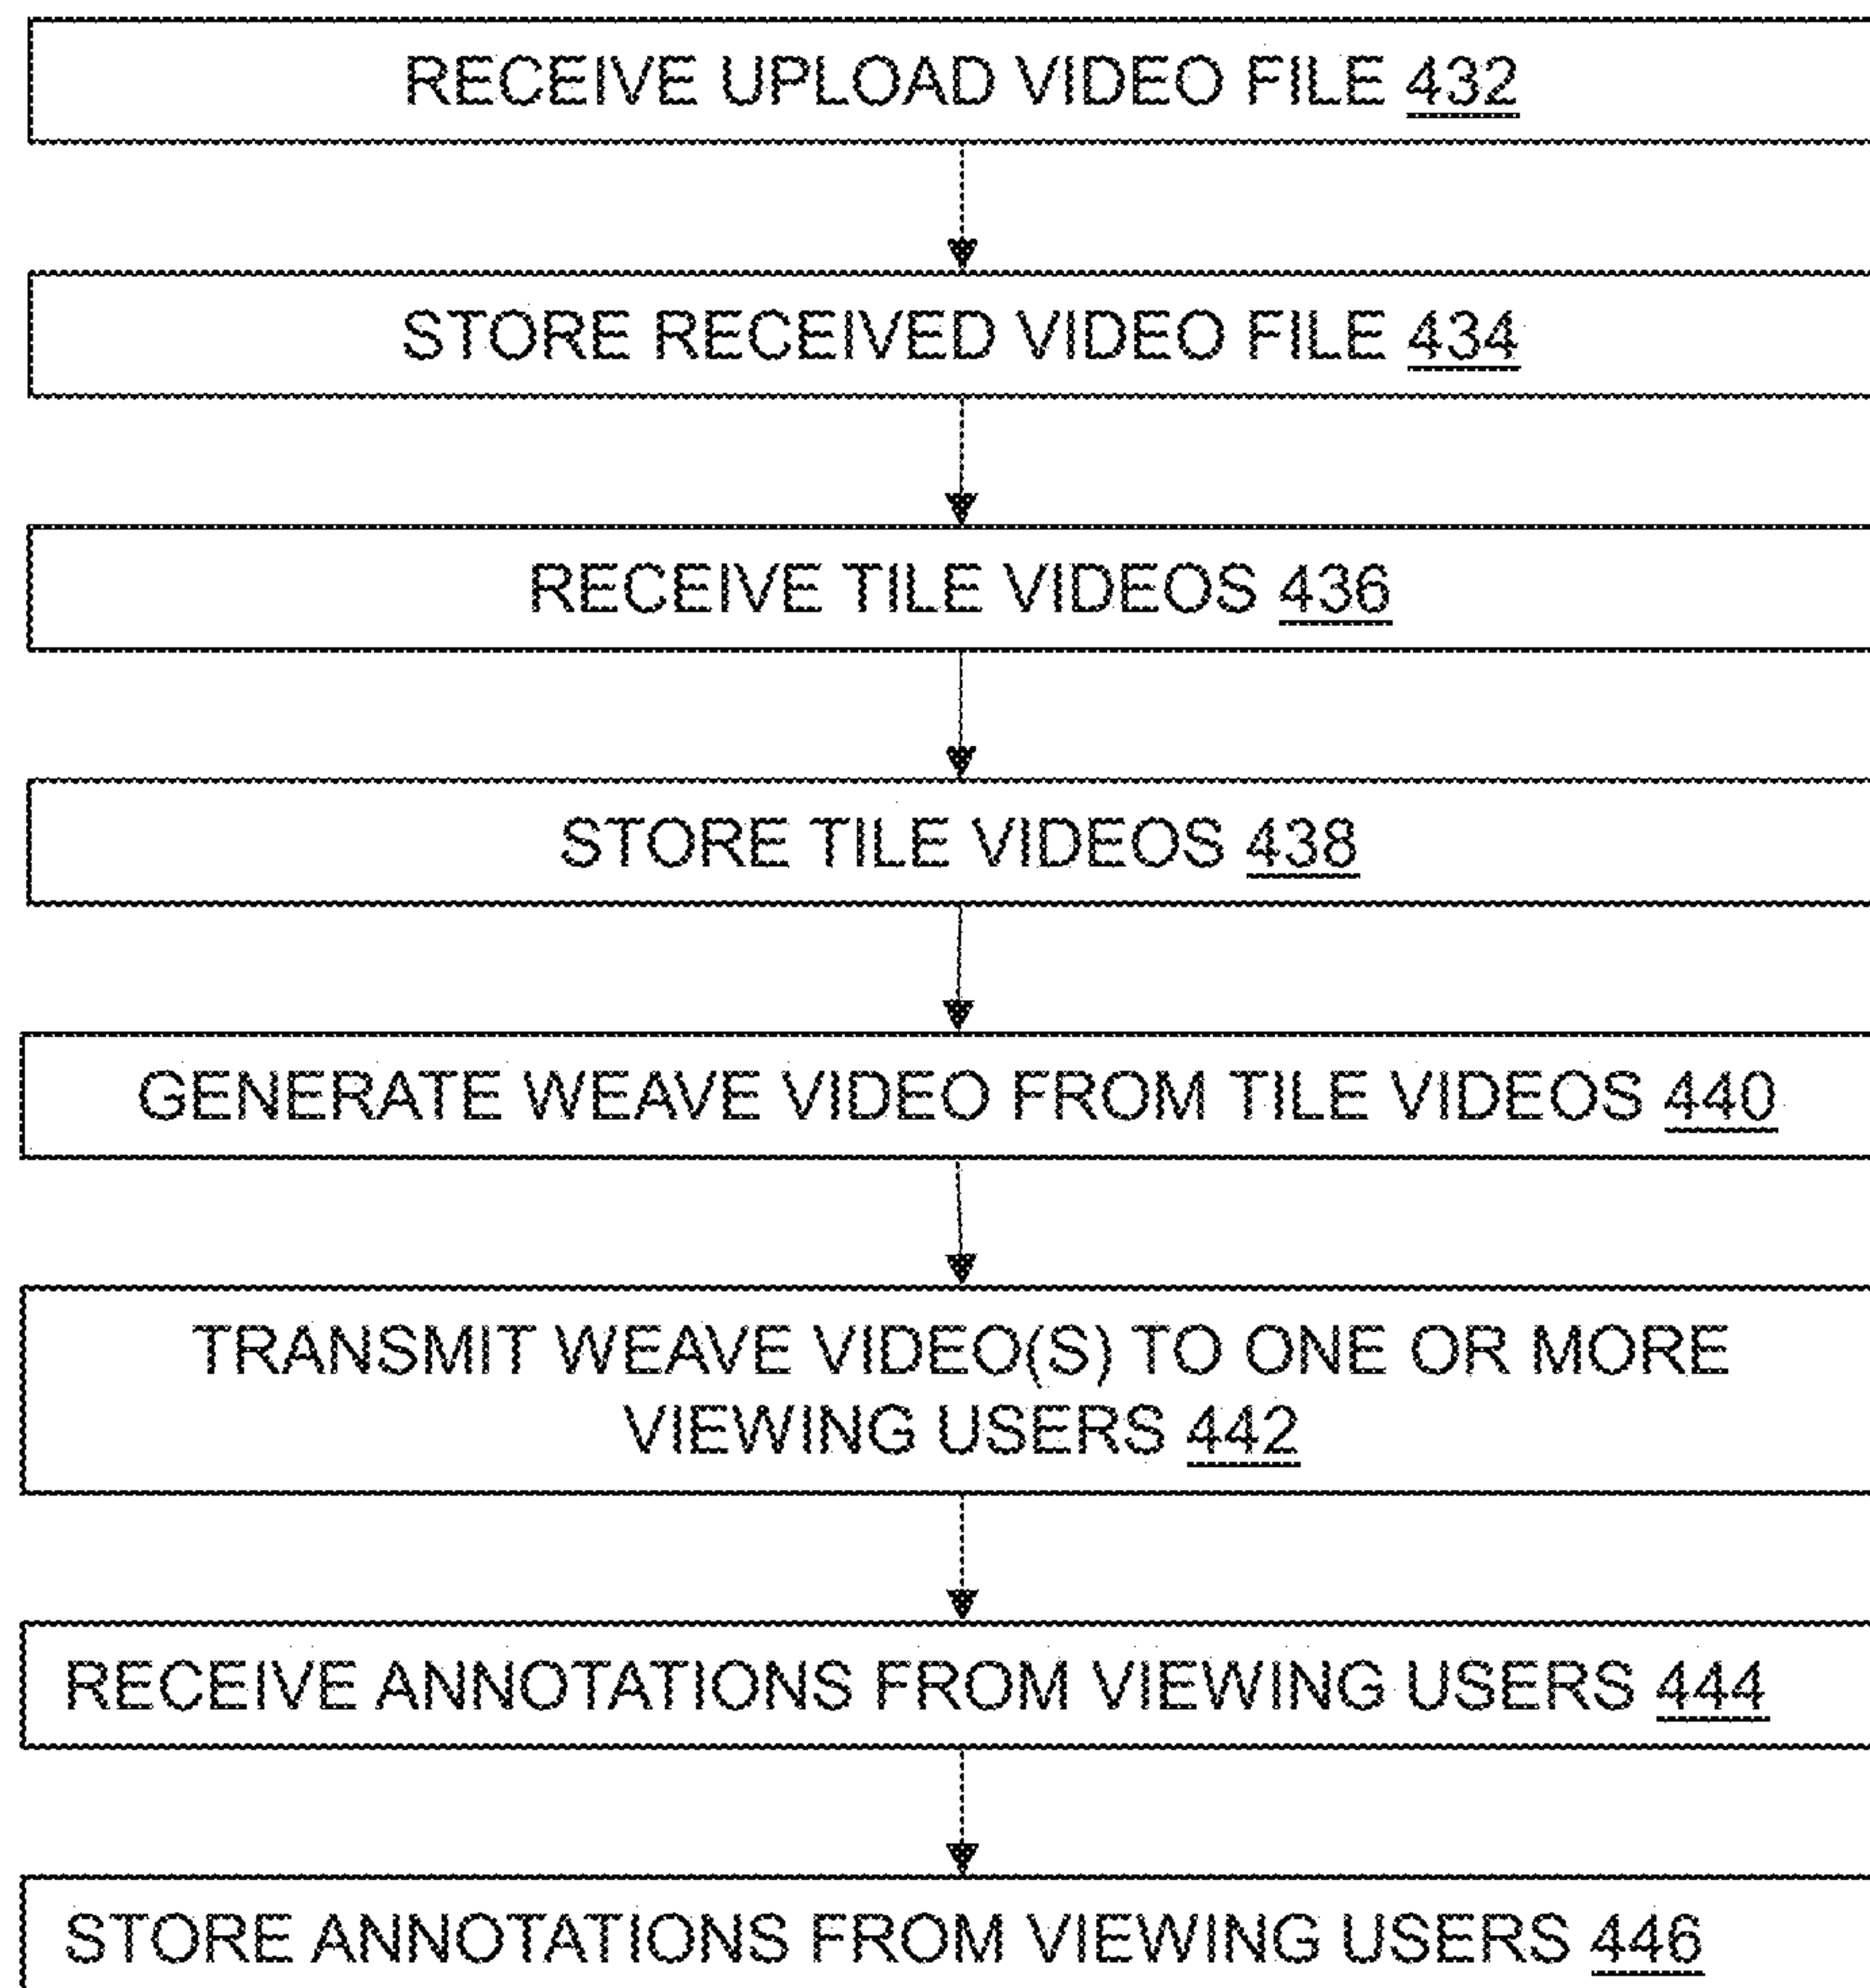 RECEIVE UPLOAD VIDEO FILE 432
STORE RECEIVED VIDEO FILE 434
RECEIVE TILE VIDEOS 436
STORE TILE VIDEOS 438
GENERATE WEAVE VIDEO FROM TILE VIDEOS 440
TRANSMIT WEAVE VIDEO(S) TO ONE OR MORE
VIEWING USERS 442
RECEIVE ANNOTATIONS FROM VIEWING USERS 444
STORE ANNOTATIONS FROM VIEWING USERS 446